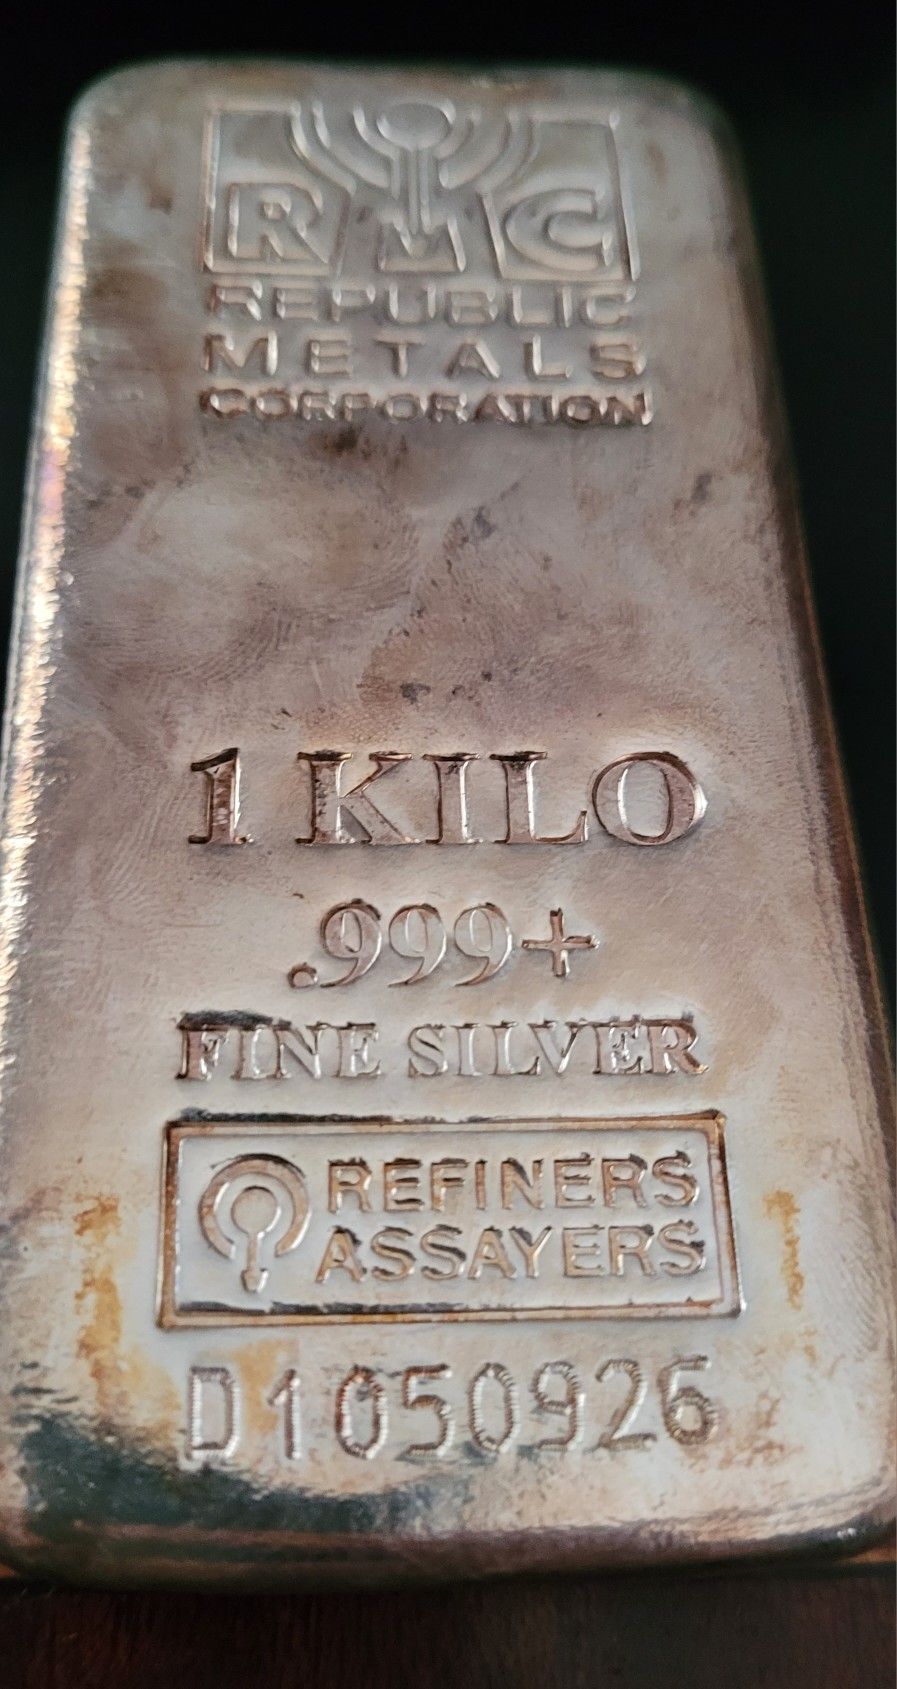 RMC
REPUBLIC
METALS
CORPORATION
1 KILO
.999+
FINE SILVER
REFINERS
ASSAYERS
D1050926